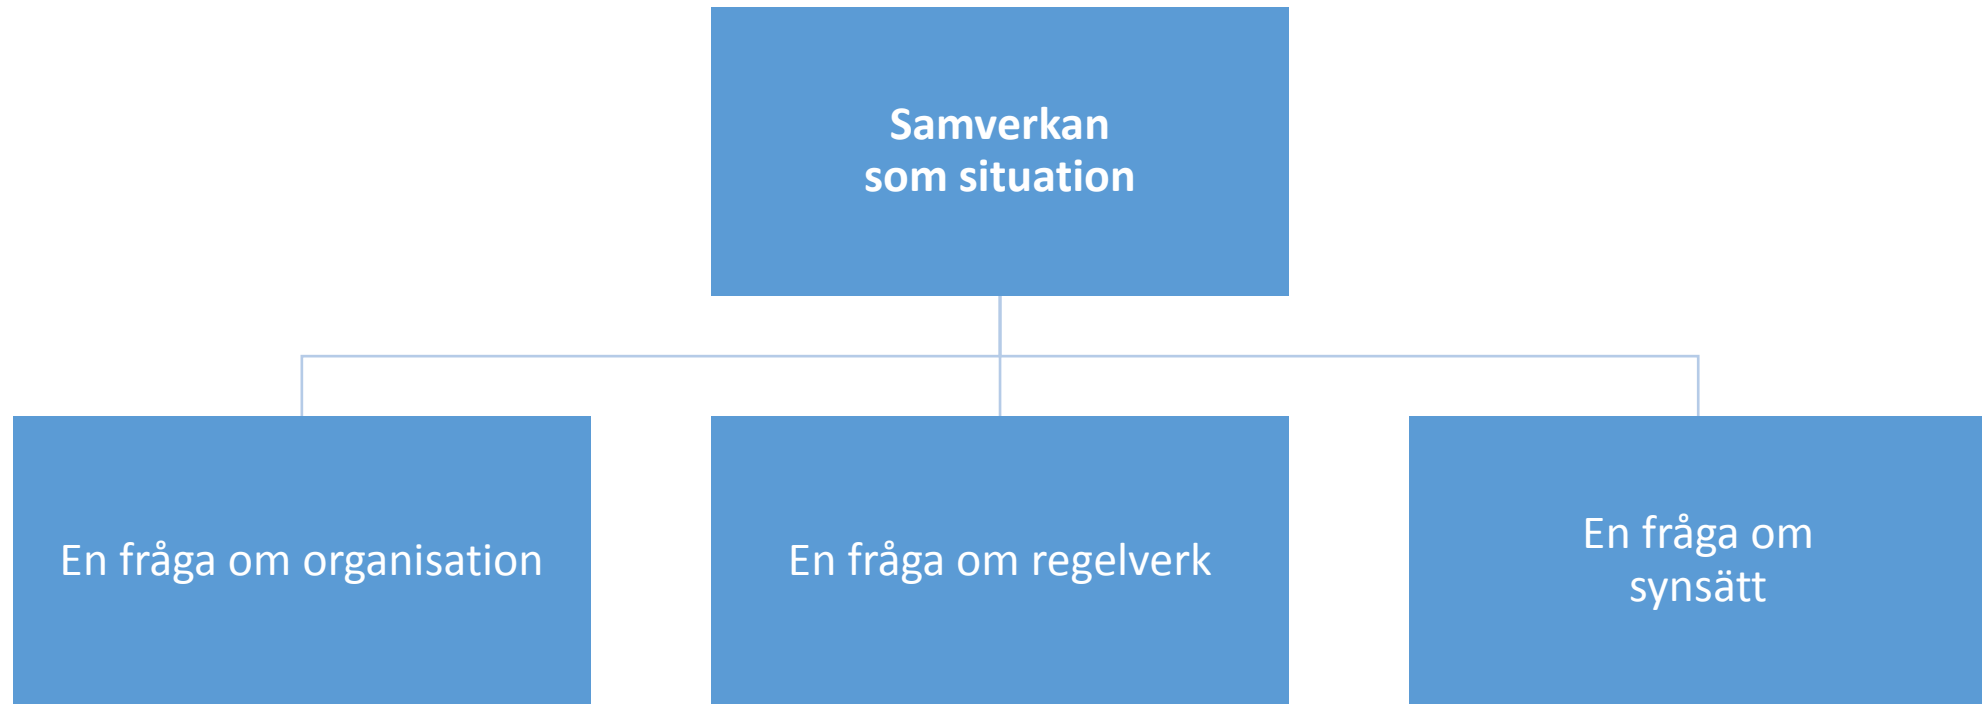 Samverkan
som situation
En fråga om organisation
En fråga om regelverk
En fråga om
synsätt